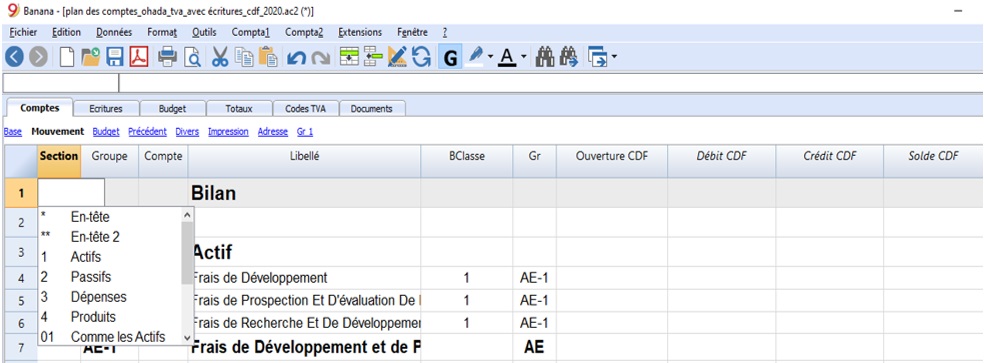 9 Banana - [plan des comptes_ohada_tva_avec écritures_cdf_2020.ac2 (*)]
Fichier Edition Données Format Outils Compta1 Compta2 Extensions Fenêtre ?
G A
Comptes Ecritures Budget Totaux Codes TVA Documents
Base Mouvement Budget Précédent Divers Impression Adresse Gr 1
Section Groupe Compte Libellé BClasse Gr Ouverture CDF Débit CDF Crédit CDF Solde CDF
1 Bilan
2 * En-tête
** En-tête 2
3 1 Actifs Actif
4 2 Passifs Frais de Développement 1 AE-1
5 3 Dépenses Frais de Prospection Et D'évaluation De 1 AE-1
6 4 Produits Frais de Recherche Et De Développemer 1 AE-1
01 Comme les Actifs
7 AE-1 Frais de Développement et de P AE